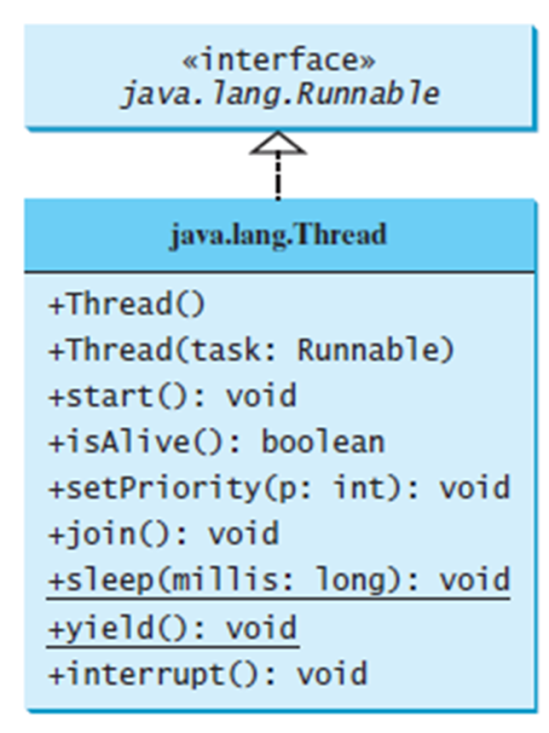 «interface»
java.lang.Runnable
java.lang.Thread
+Thread()
+Thread(task: Runnable)
+start(): void
+isAlive(): boolean
+setPriority(p: int): void
+join(): void
+sleep(millis: long): void
+yield(): void
+interrupt(): void